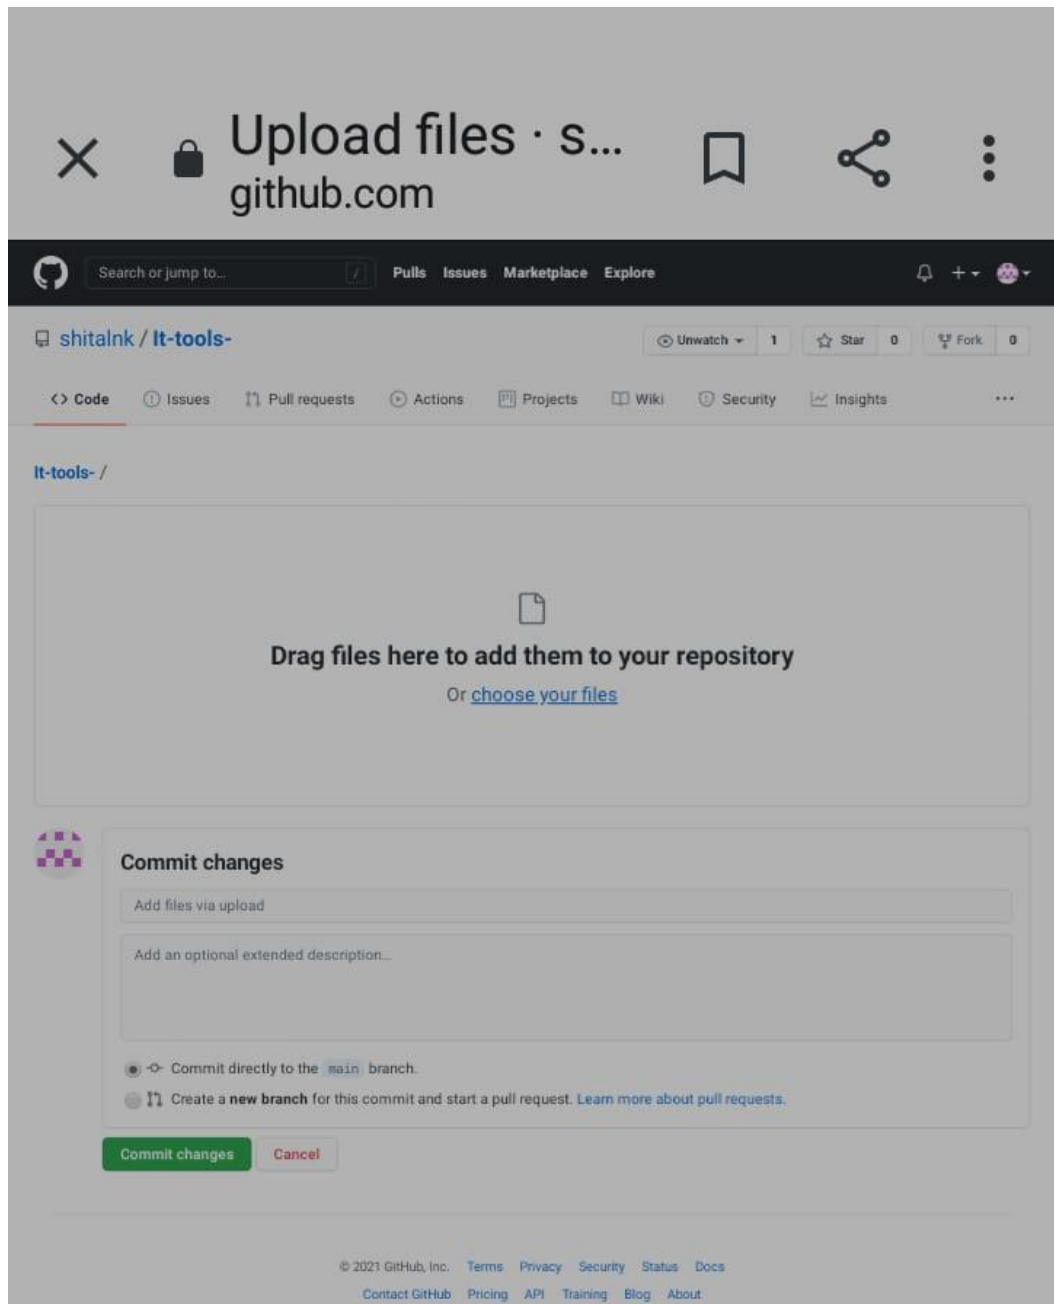 Upload files · s...
github.com
Search or jump to... / Pulls Issues Marketplace Explore
shitalnk / It-tools-
Unwatch 1 Star 0 Fork 0
<> Code Issues Pull requests Actions Projects Wiki Security Insights ...
It-tools- /
Drag files here to add them to your repository
Or choose your files
Commit changes
Add files via upload
Add an optional extended description...
Commit directly to the main branch.
Create a new branch for this commit and start a pull request. Learn more about pull requests.
Commit changes Cancel
© 2021 GitHub, Inc. Terms Privacy Security Status Docs
Contact GitHub Pricing API Training Blog About